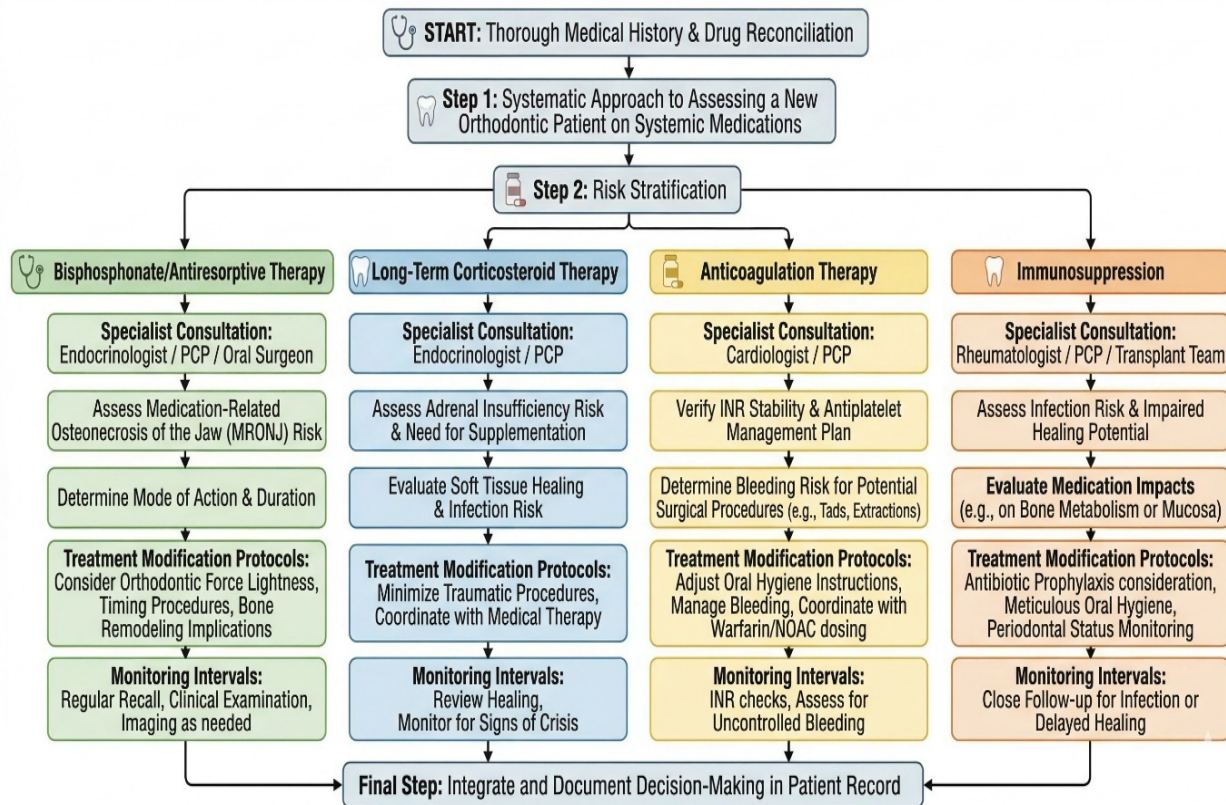 START: Thorough Medical History & Drug Reconciliation
Step 1: Systematic Approach to Assessing a New
Orthodontic Patient on Systemic Medications
Step 2: Risk Stratification
Bisphosphonate/Antiresorptive Therapy
Specialist Consultation:
Endocrinologist / PCP / Oral Surgeon
Assess Medication-Related
Osteonecrosis of the Jaw (MRONJ) Risk
Determine Mode of Action & Duration
Treatment Modification Protocols:
Consider Orthodontic Force Lightness,
Timing Procedures, Bone
Remodeling Implications
Monitoring Intervals:
Regular Recall, Clinical Examination,
Imaging as needed
Long-Term Corticosteroid Therapy
Specialist Consultation:
Endocrinologist / PCP
Assess Adrenal Insufficiency Risk
& Need for Supplementation
Evaluate Soft Tissue Healing
& Infection Risk
Treatment Modification Protocols:
Minimize Traumatic Procedures,
Coordinate with Medical Therapy
Monitoring Intervals:
Review Healing,
Monitor for Signs of Crisis
Anticoagulation Therapy
Specialist Consultation:
Cardiologist / PCP
Verify INR Stability & Antiplatelet
Management Plan
Determine Bleeding Risk for Potential
Surgical Procedures (e.g., Tads, Extractions)
Treatment Modification Protocols:
Adjust Oral Hygiene Instructions,
Manage Bleeding, Coordinate with
Warfarin/NOAC dosing
Monitoring Intervals:
INR checks, Assess for
Uncontrolled Bleeding
Immunosuppression
Specialist Consultation:
Rheumatologist / PCP / Transplant Team
Assess Infection Risk & Impaired
Healing Potential
Evaluate Medication Impacts
(e.g., on Bone Metabolism or Mucosa)
Treatment Modification Protocols:
Antibiotic Prophylaxis consideration,
Meticulous Oral Hygiene,
Periodontal Status Monitoring
Monitoring Intervals:
Close Follow-up for Infection or
Delayed Healing
Final Step: Integrate and Document Decision-Making in Patient Record